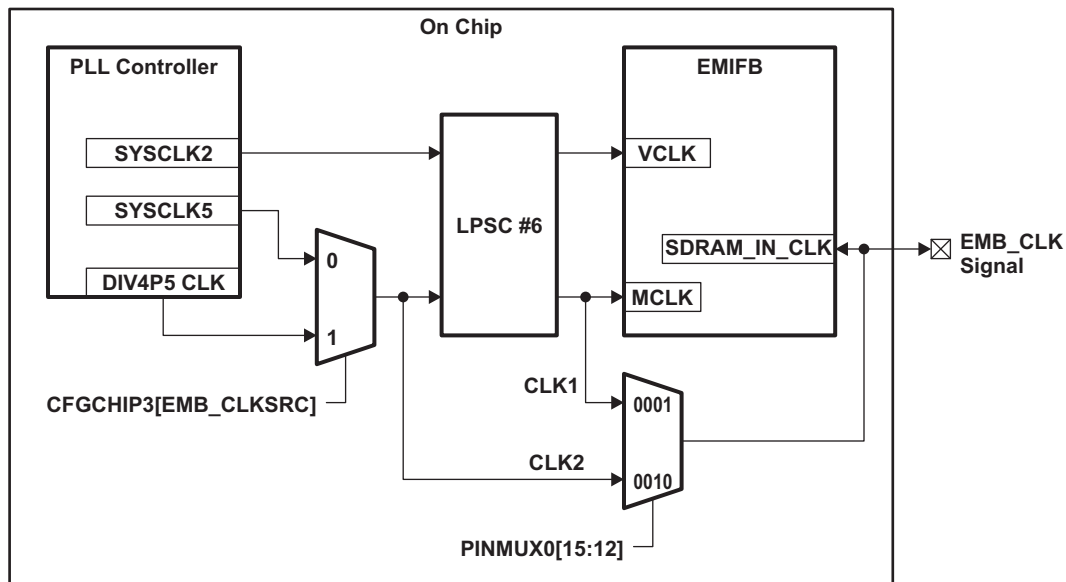 On Chip
PLL Controller
EMIFB
SYSCLK2
VCLK
SYSCLK5
LPSC #6
0
SDRAM_IN_CLK
EMB_CLK
Signal
DIV4P5 CLK
MCLK
1
CLK1
0001
CFGCHIP3[EMB_CLKSRC]
CLK2
0010
PINMUX0[15:12]